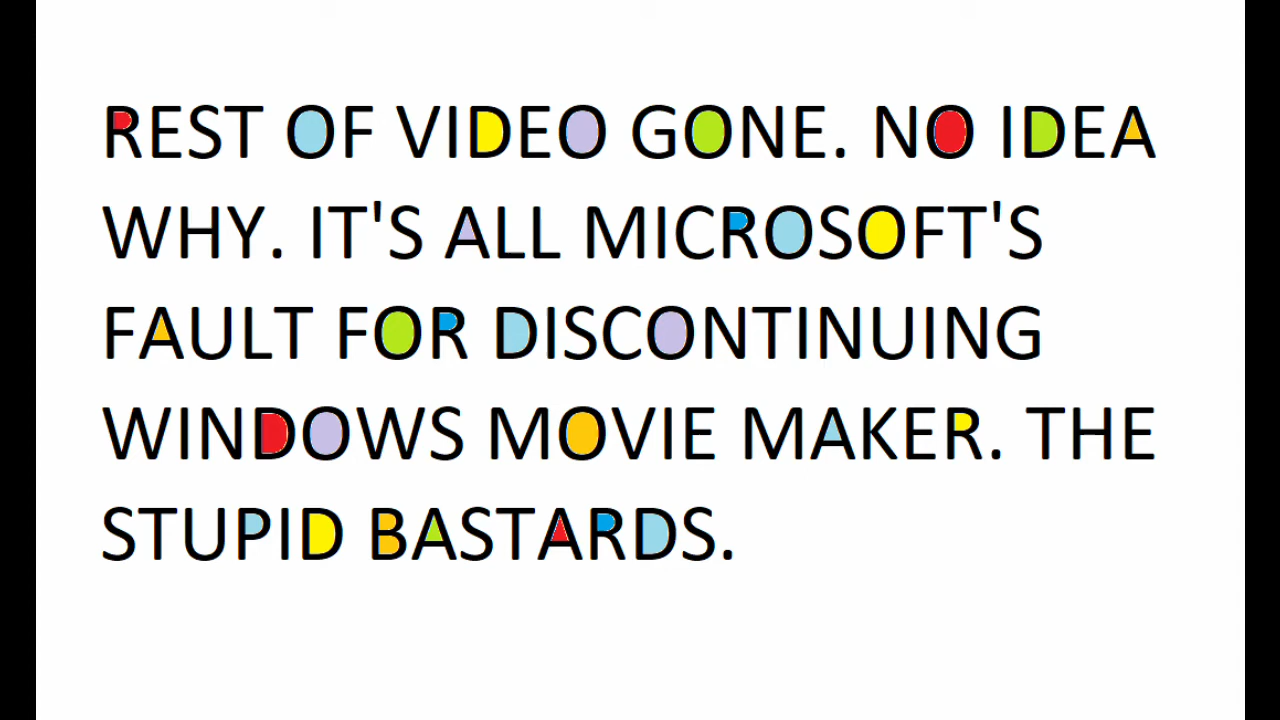 REST OF VIDEO GONE. NO IDEA
WHY. IT'S ALL MICROSOFT'S
FAULT FOR DISCONTINUING
WINDOWS MOVIE MAKER. THE
STUPID BASTARDS.